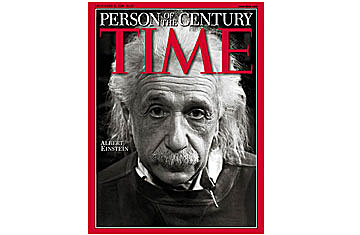 PERSON OF THE CENTURY
TIME
ALBERT
EINSTEIN